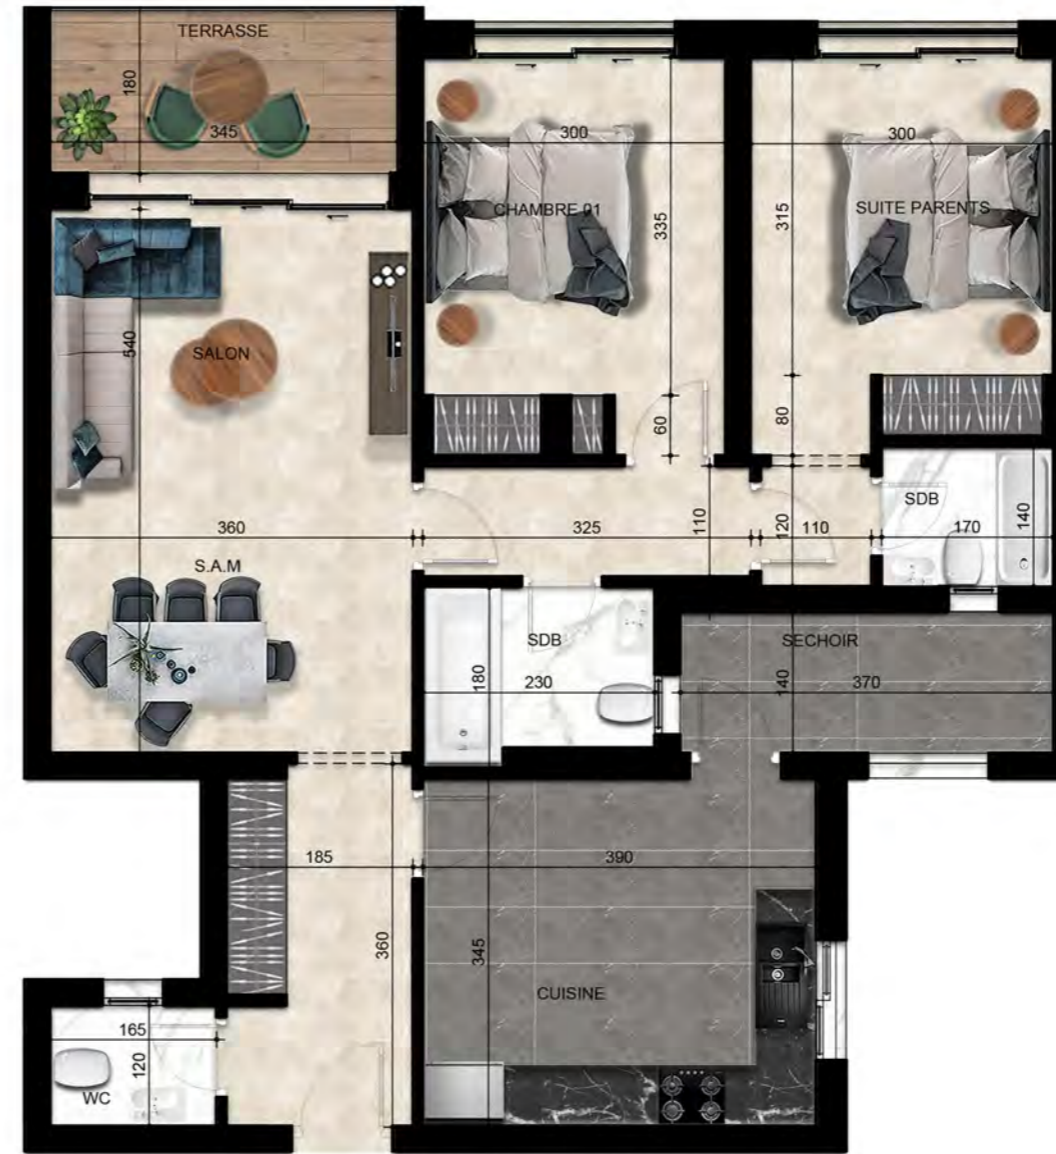 TERRASSE
180
345
300
300
CHAMBRE 01
SUITE PARENTS
335
315
540
SALON
60
80
360
325
110
120
110
SDB
170
140
S.A.M
SDB
180
230
SECHOIR
140
370
185
390
360
345
CUISINE
165
120
WC